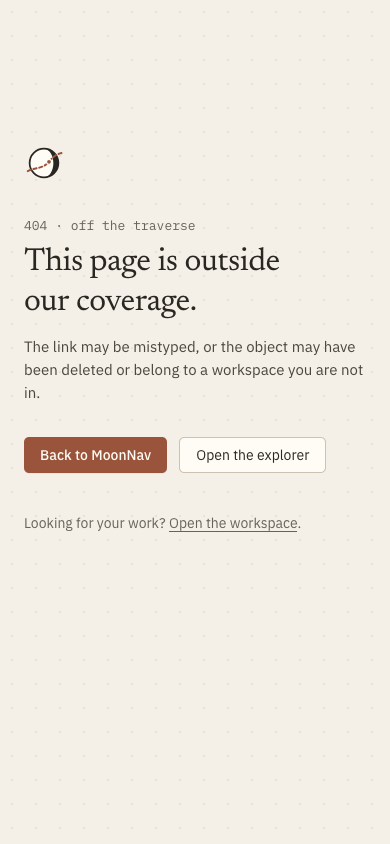 404 · off the traverse
This page is outside
our coverage.
The link may be mistyped, or the object may have
been deleted or belong to a workspace you are not
in.
Back to MoonNav
Open the explorer
Looking for your work? Open the workspace.